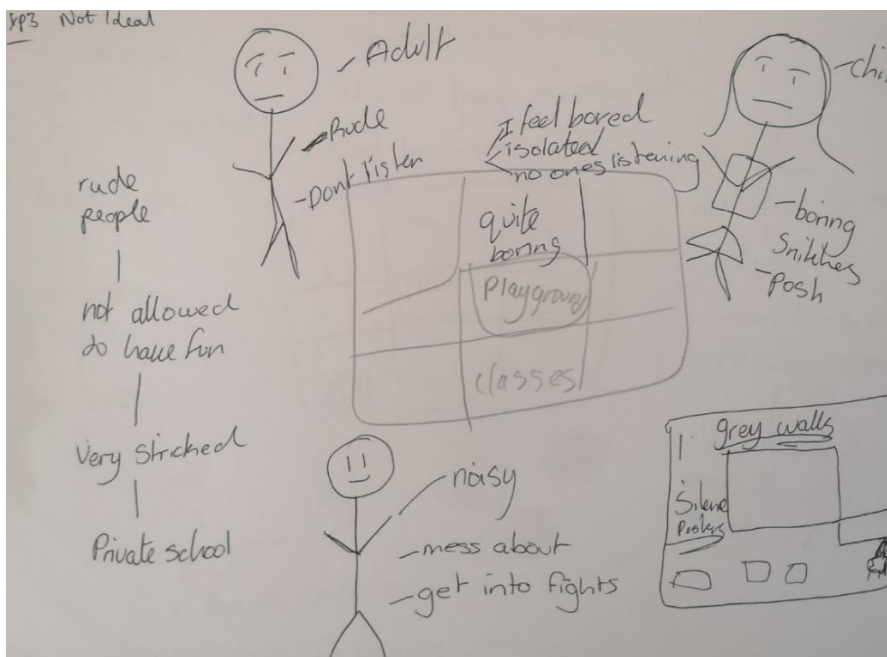 sp3 Not Ideal
Adult
Rude
Dont listen
I feel bored
isolated
no ones listening
boring
Snitches
Posh
rude
people
not allowed
do have fun
Very stricked
Private school
quite
boring
Playground
classes
noisy
mess about
get into fights
grey walls
Posters